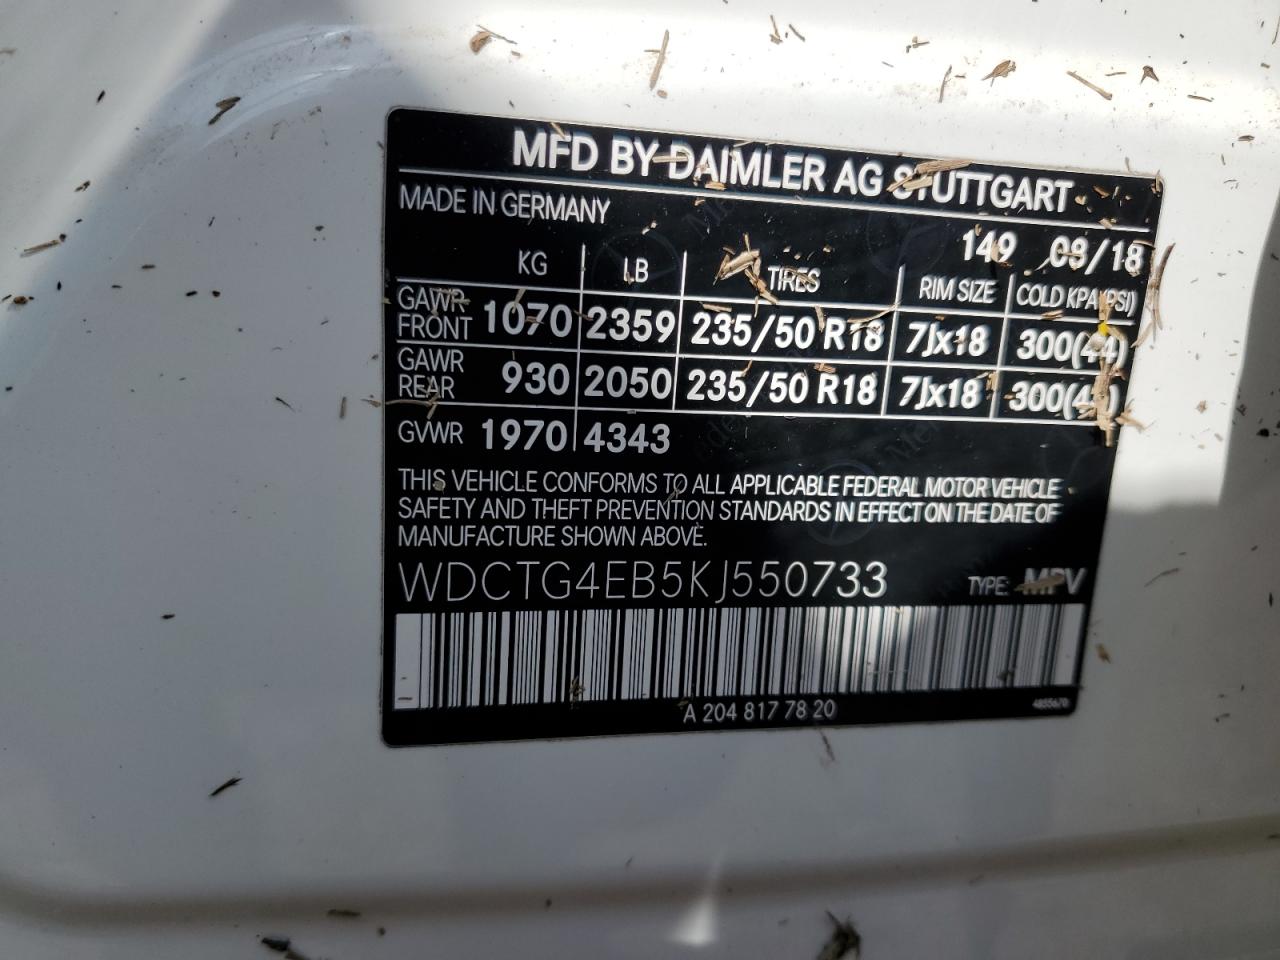 MFD BY DAIMLER AG STUTTGART
MADE IN GERMANY
149 08/18
KG LB TIRES RIM SIZE COLD KPA (PSI)
GAWR FRONT 1070 2359 235/50 R18 7Jx18 300(44)
GAWR REAR 930 2050 235/50 R18 7Jx18
GVWR 1970 4343
THIS VEHICLE CONFORMS TO ALL APPLICABLE FEDERAL MOTOR VEHICLE
SAFETY AND THEFT PREVENTION STANDARDS IN EFFECT ON THE DATE OF
MANUFACTURE SHOWN ABOVE.
WDCTG4EB5KJ550733 TYPE: MPV
A 204 817 78 20